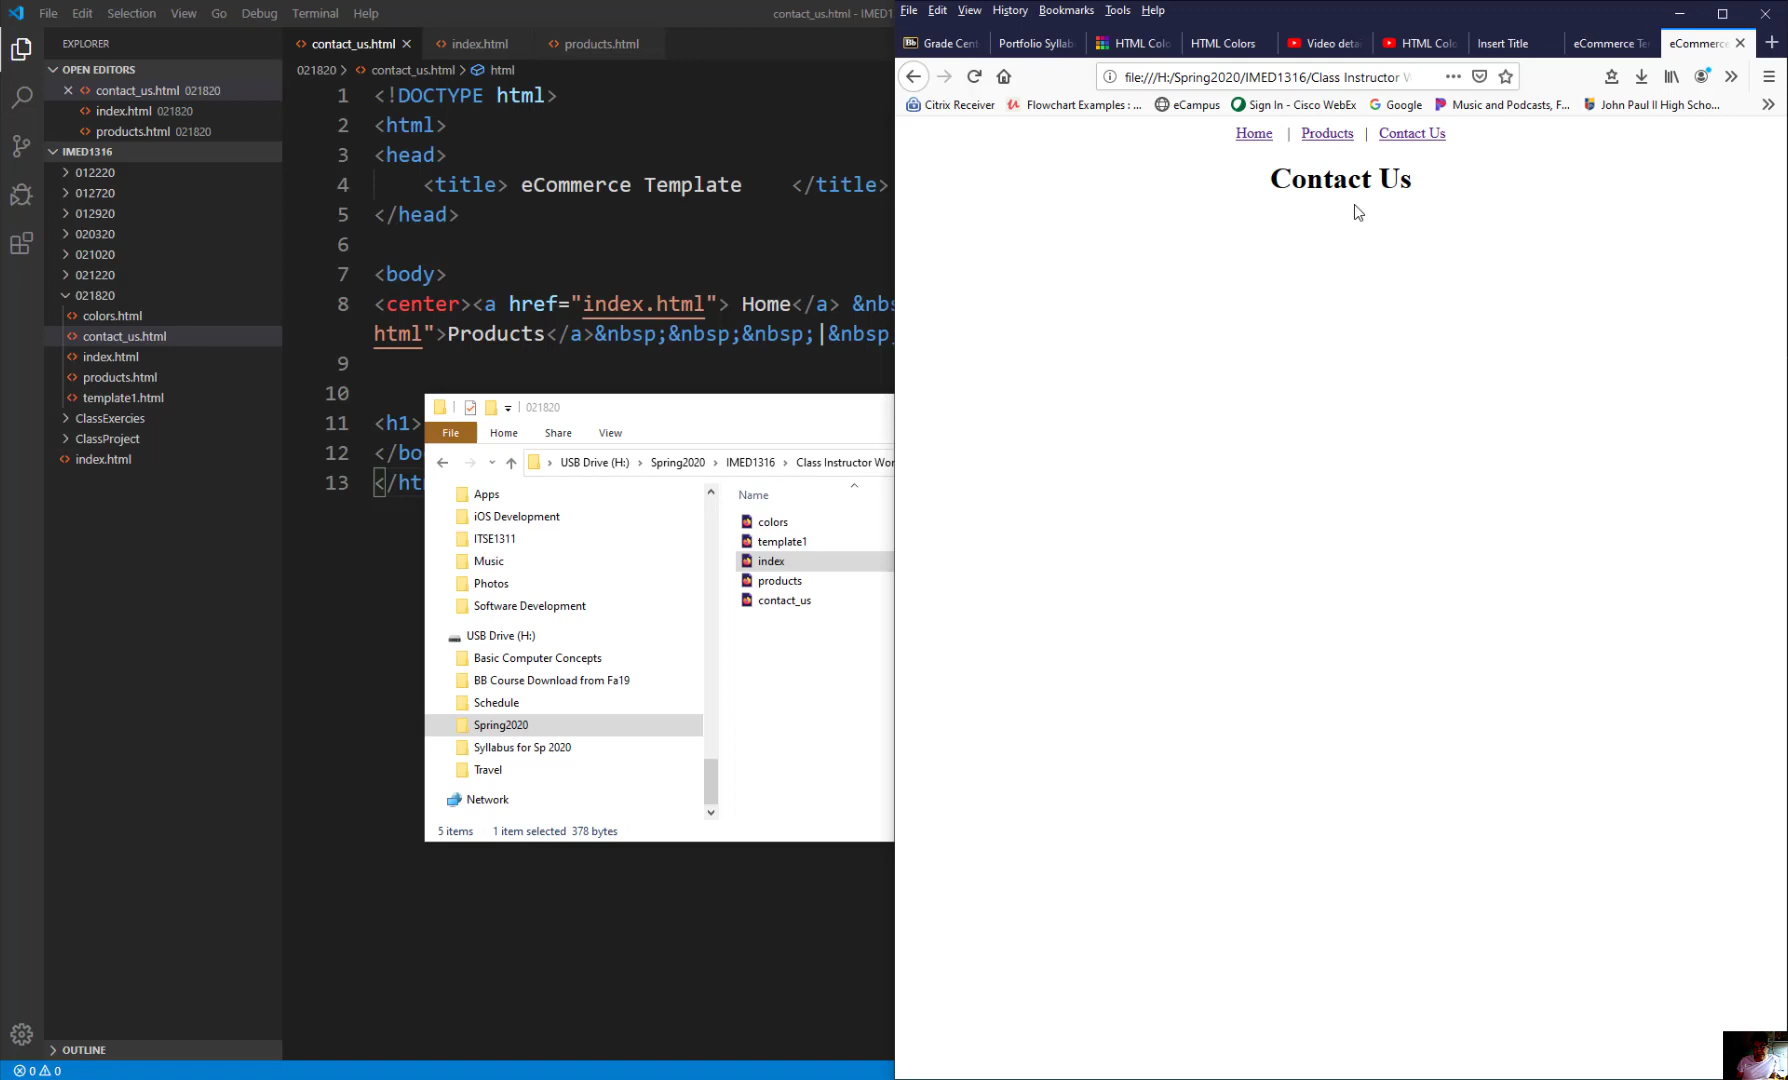 File Edit Selection View Go Debug Terminal Help
contact_us.html - IMED1
EXPLORER
OPEN EDITORS
contact_us.html 021820
index.html 021820
products.html 021820
IMED1316
012220
012720
012920
020320
021020
021220
021820
colors.html
contact_us.html
index.html
products.html
template1.html
ClassExercies
ClassProject
index.html
OUTLINE
0 0
contact_us.html index.html products.html
021820 > contact_us.html > html
1 <!DOCTYPE html>
2 <html>
3 <head>
4 <title> eCommerce Template </title>
5 </head>
6
7 <body>
8 <center><a href="index.html"> Home</a> &nbs
html">Products</a>&nbsp;&nbsp;&nbsp;|&nbsp
9
10
11 <h1>
12 </bo
13 </ht
021820
File Home Share View
USB Drive (H:) > Spring2020 > IMED1316 > Class Instructor Wor
Apps
iOS Development
ITSE1311
Music
Photos
Software Development
USB Drive (H:)
Basic Computer Concepts
BB Course Download from Fa19
Schedule
Spring2020
Syllabus for Sp 2020
Travel
Network
Name
colors
template1
index
products
contact_us
5 items 1 item selected 378 bytes
File Edit View History Bookmarks Tools Help
Bb Grade Cent Portfolio Syllab HTML Colo HTML Colors Video deta HTML Colo Insert Title eCommerce Te eCommerce
file:///H:/Spring2020/IMED1316/Class Instructor W
Citrix Receiver Flowchart Examples : ... eCampus Sign In - Cisco WebEx Google Music and Podcasts, F... John Paul II High Scho...
Home | Products | Contact Us
Contact Us